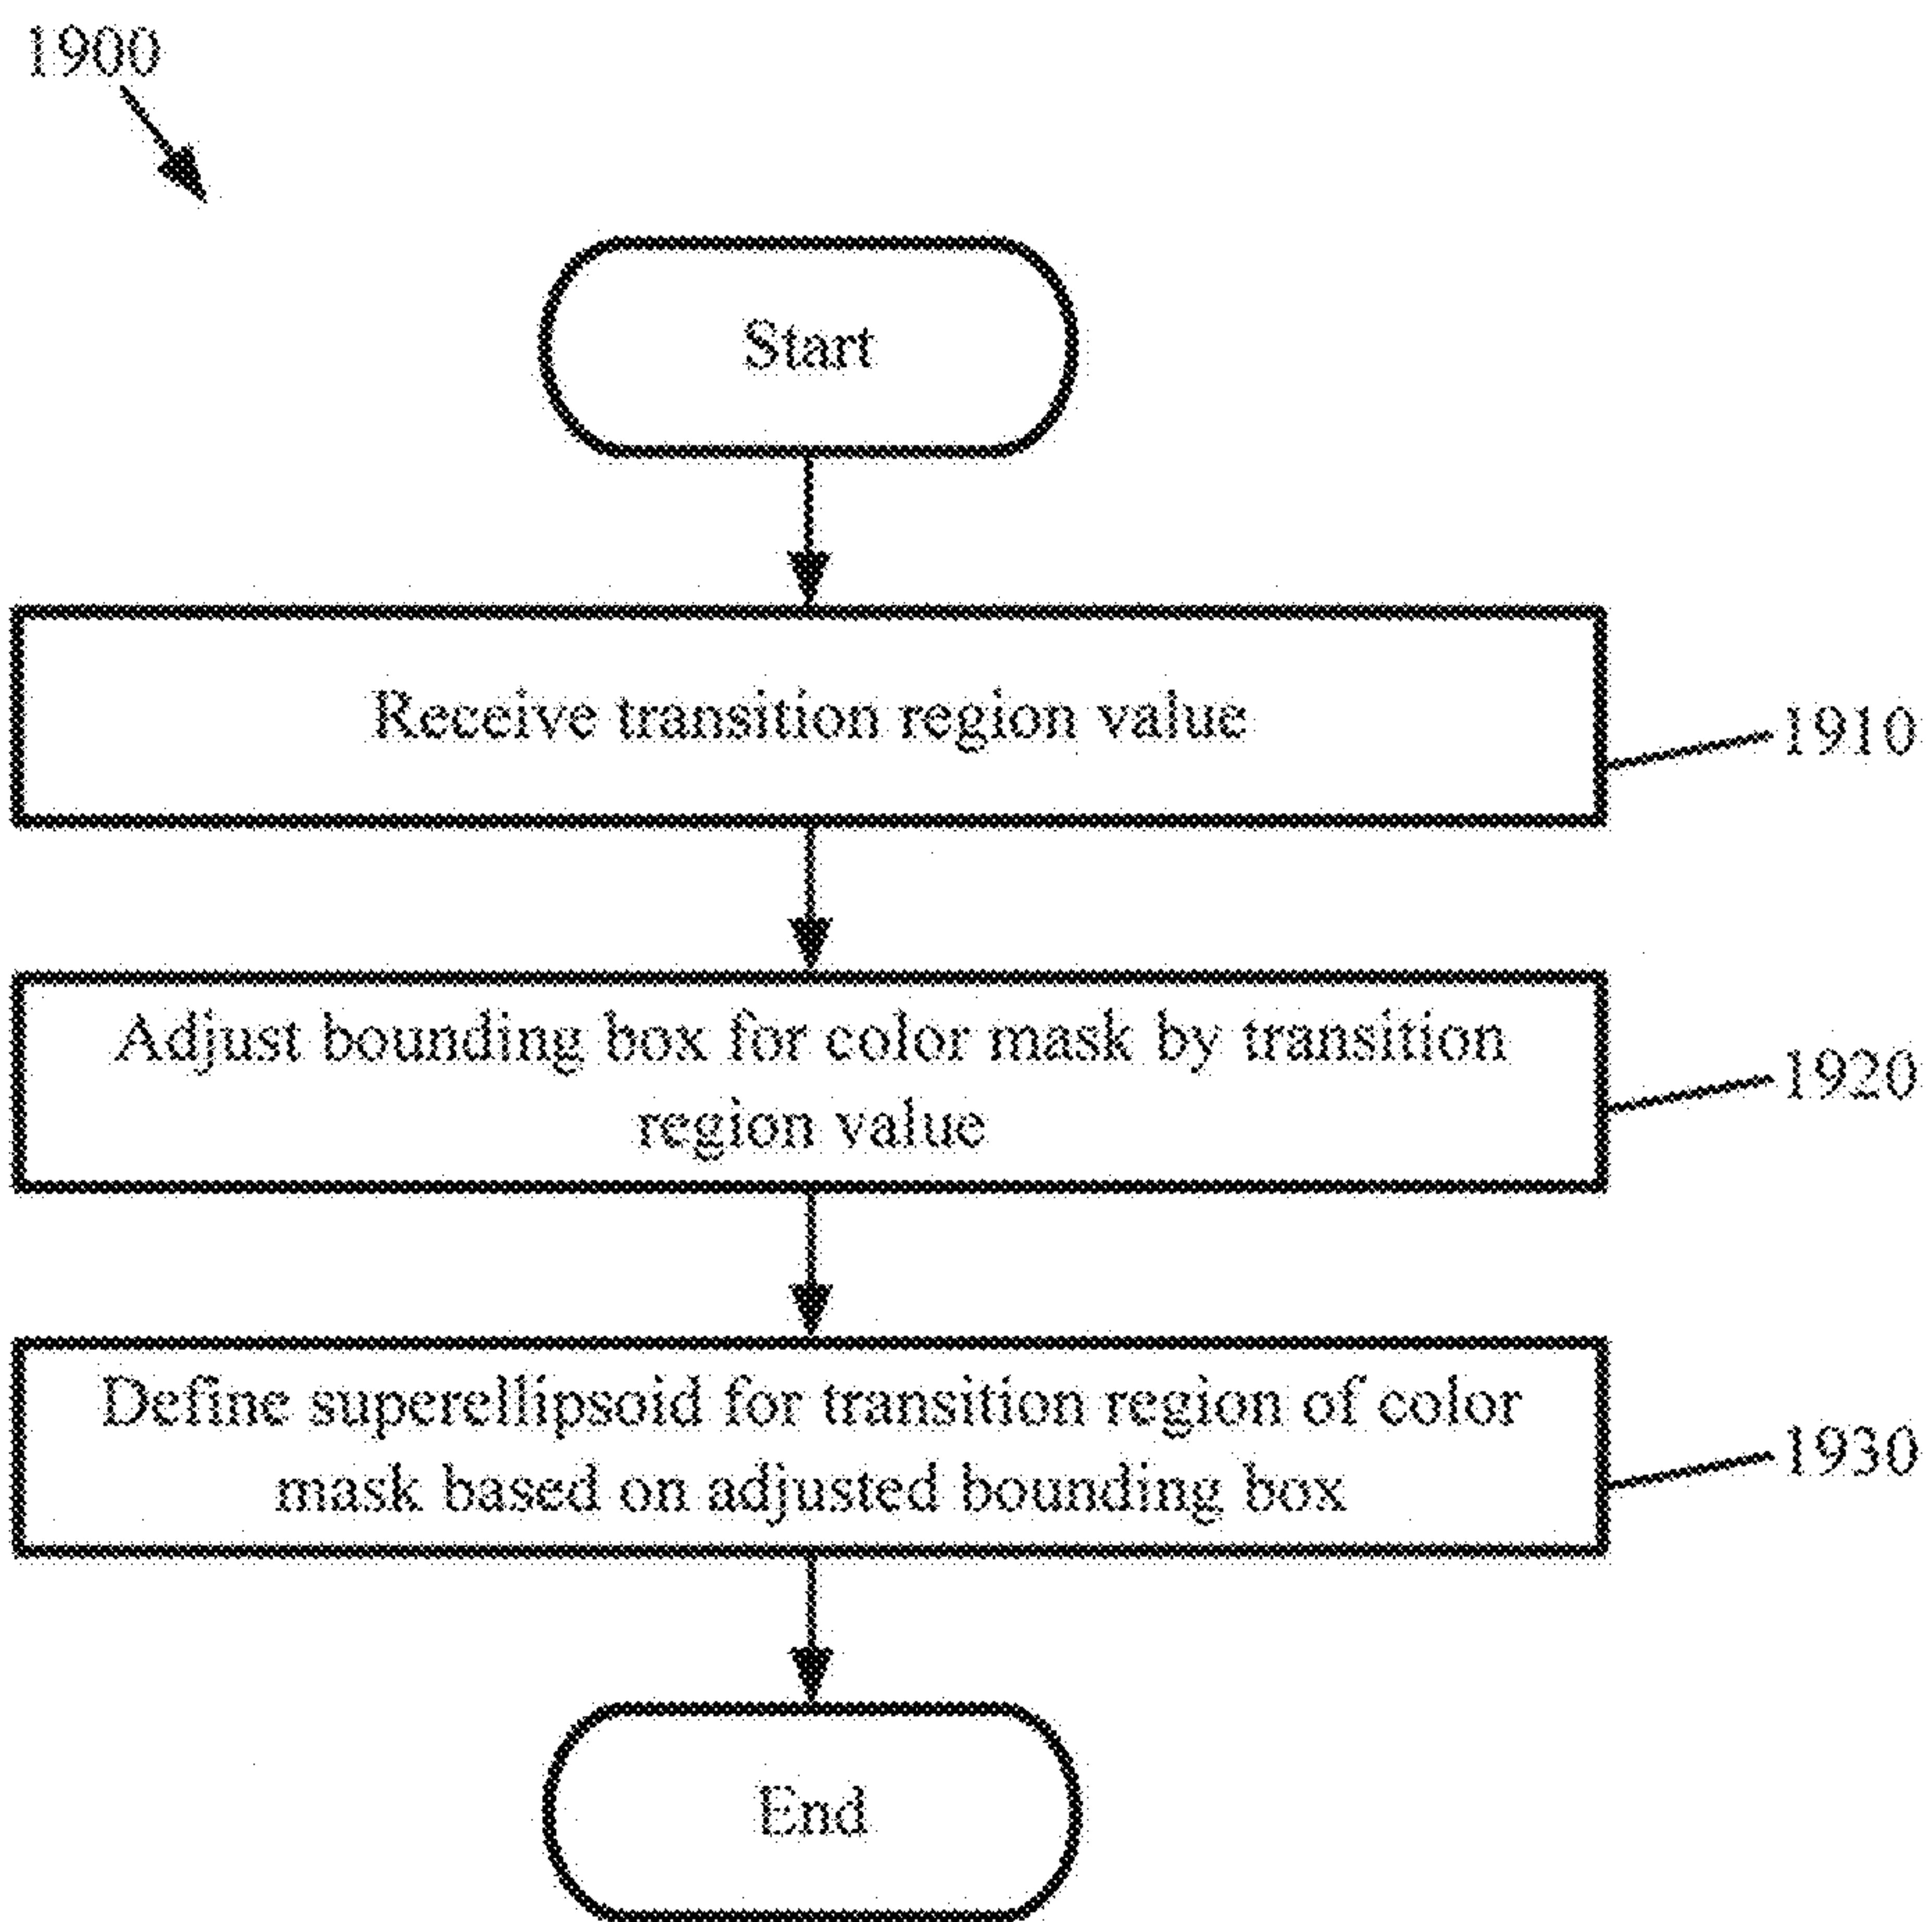 1900
Start
Receive transition region value
1910
Adjust bounding box for color mask by transition
region value
1920
Define superellipsoid for transition region of color
mask based on adjusted bounding box
1930
End